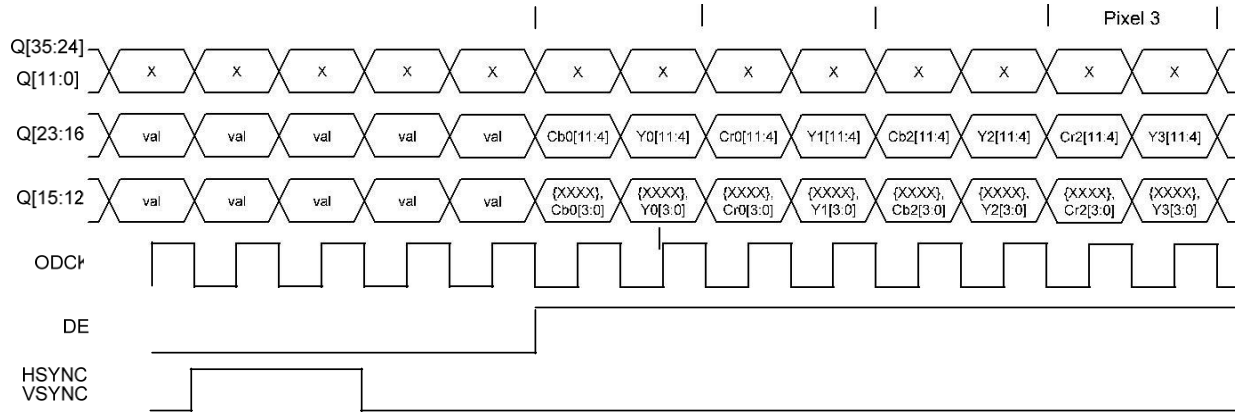 Pixel 3
Q[35:24]
Q[11:0]
X X X X X X X X X X X X X
Q[23:16
val val val val val Cb0[11:4] Y0[11:4] Cr0[11:4] Y1[11:4] Cb2[11:4] Y2[11:4] Cr2[11:4] Y3[11:4]
Q[15:12
val val val val val {XXXX}, {XXXX}, {XXXX}, {XXXX}, {XXXX}, {XXXX}, {XXXX}, {XXXX},
Cb0[3:0] Y0[3:0] Cr0[3:0] Y1[3:0] Cb2[3:0] Y2[3:0] Cr2[3:0] Y3[3:0]
ODCK
DE
HSYNC
VSYNC